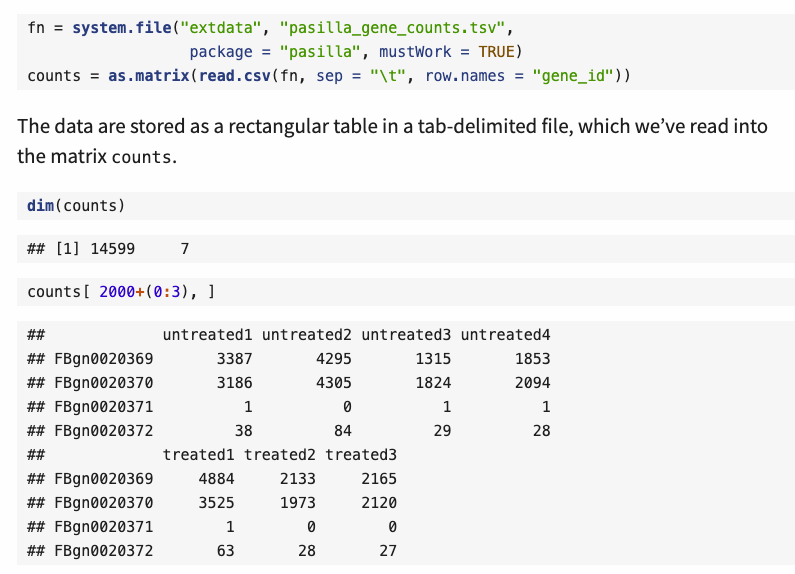 fn = system.file("extdata", "pasilla_gene_counts.tsv",
                  package = "pasilla", mustWork = TRUE)
counts = as.matrix(read.csv(fn, sep = "\t", row.names = "gene_id"))
The data are stored as a rectangular table in a tab-delimited file, which we’ve read into
the matrix counts.
dim(counts)
## [1] 14599     7
counts[ 2000+(0:3), ]
##             untreated1 untreated2 untreated3 untreated4
## FBgn0020369       3387       4295       1315       1853
## FBgn0020370       3186       4305       1824       2094
## FBgn0020371          1          0          1          1
## FBgn0020372         38         84         29         28
##             treated1 treated2 treated3
## FBgn0020369     4884     2133     2165
## FBgn0020370     3525     1973     2120
## FBgn0020371        1        0        0
## FBgn0020372       63       28       27